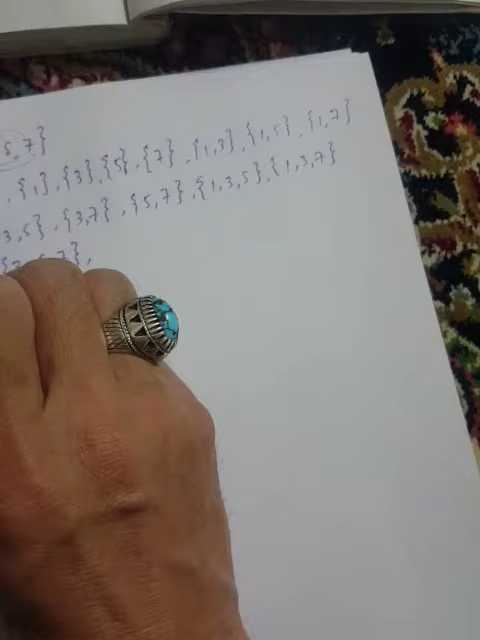 5, 7}
, {1}, {3}, {5}, {7}, {1,3}, {1,5}, {1,7}
3,5}, {3,7}, {5,7}, {1,3,5}, {1,3,7}